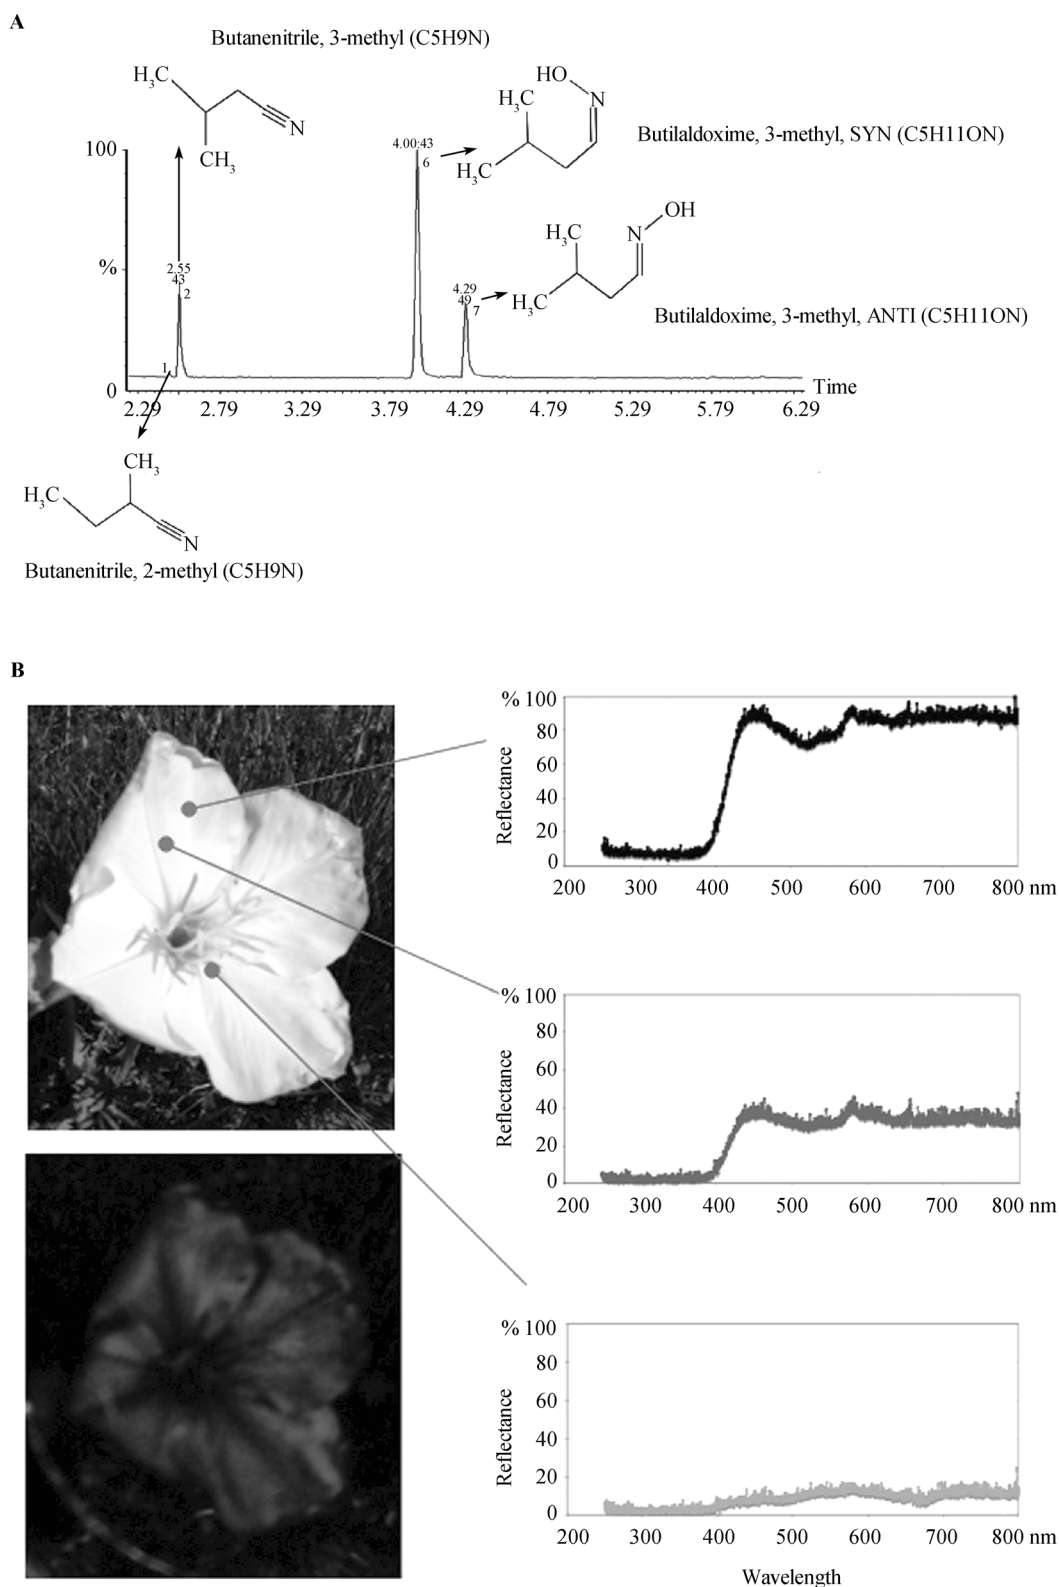 A
Butanenitrile, 3-methyl (C5H9N)
H3C
N
CH3
HO
N
H3C
H3C
Butilaldoxime, 3-methyl, SYN (C5H11ON)
100
%
0
2.55
43
2
1
4.00:43
6
4.29
49
7
OH
N
H3C
H3C
Butilaldoxime, 3-methyl, ANTI (C5H11ON)
Time
2.29 2.79 3.29 3.79 4.29 4.79 5.29 5.79 6.29
CH3
H3C
N
Butanenitrile, 2-methyl (C5H9N)
B
% 100
80
60
40
20
0
Reflectance
200 300 400 500 600 700 800 nm
% 100
80
60
40
20
0
Reflectance
200 300 400 500 600 700 800 nm
% 100
80
60
40
20
0
Reflectance
200 300 400 500 600 700 800 nm
Wavelength